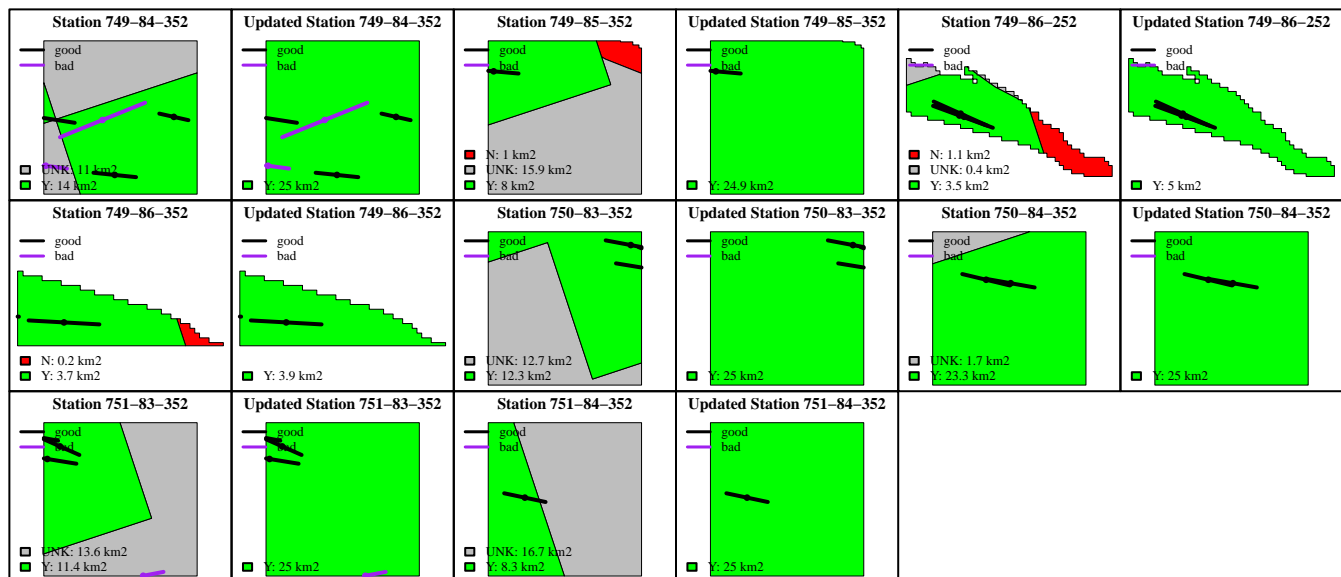 Station 749−84−352
good
bad
UNK: 11 km2
Y: 14 km2
Updated Station 749−84−352
good
bad
Y: 25 km2
Station 749−85−352
good
bad
N: 1 km2
UNK: 15.9 km2
Y: 8 km2
Updated Station 749−85−352
good
bad
Y: 24.9 km2
Station 749−86−252
good
bad
N: 1.1 km2
UNK: 0.4 km2
Y: 3.5 km2
Updated Station 749−86−252
good
bad
Y: 5 km2
Station 749−86−352
good
bad
N: 0.2 km2
Y: 3.7 km2
Updated Station 749−86−352
good
bad
Y: 3.9 km2
Station 750−83−352
good
bad
UNK: 12.7 km2
Y: 12.3 km2
Updated Station 750−83−352
good
bad
Y: 25 km2
Station 750−84−352
good
bad
UNK: 1.7 km2
Y: 23.3 km2
Updated Station 750−84−352
good
bad
Y: 25 km2
Station 751−83−352
good
bad
UNK: 13.6 km2
Y: 11.4 km2
Updated Station 751−83−352
good
bad
Y: 25 km2
Station 751−84−352
good
bad
UNK: 16.7 km2
Y: 8.3 km2
Updated Station 751−84−352
good
bad
Y: 25 km2